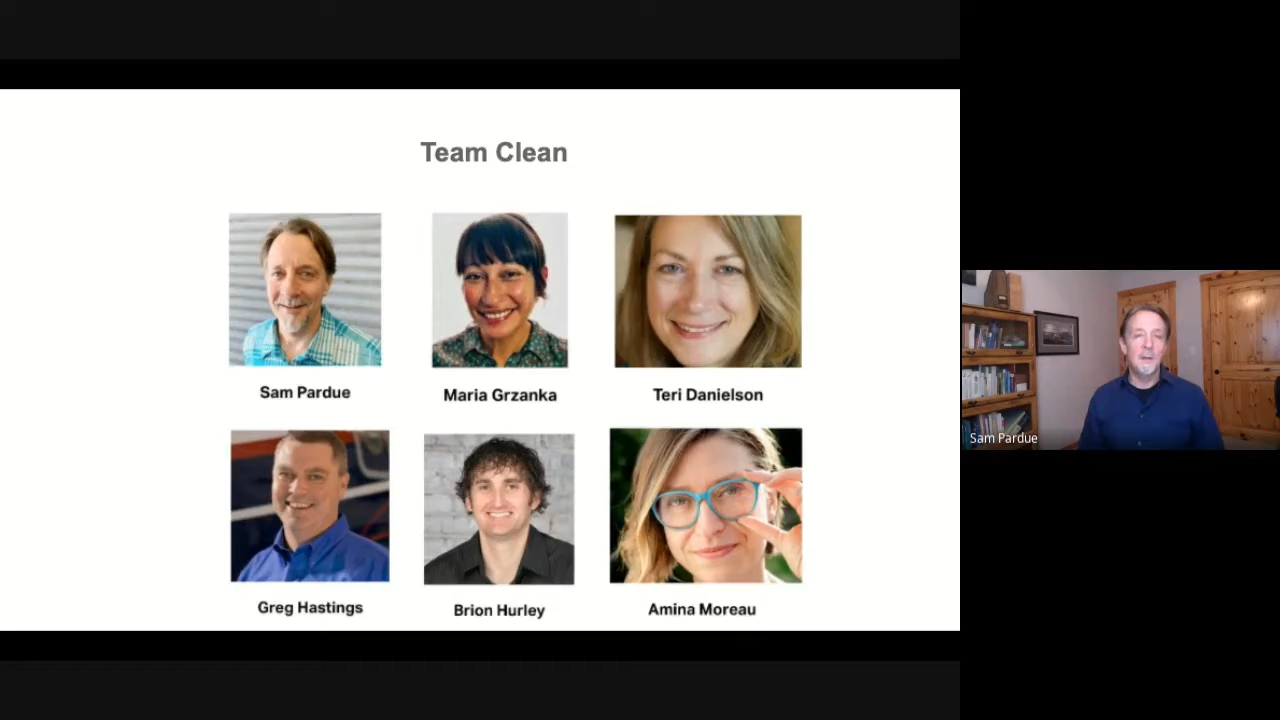 Team Clean
Sam Pardue
Maria Grzanka
Teri Danielson
Greg Hastings
Brion Hurley
Amina Moreau
Sam Pardue